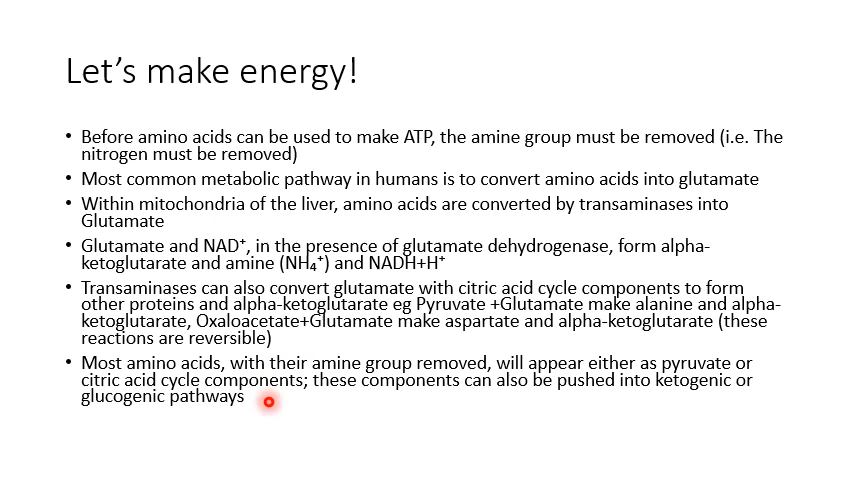 Let’s make energy!
• Before amino acids can be used to make ATP, the amine group must be removed (i.e. The
nitrogen must be removed)
• Most common metabolic pathway in humans is to convert amino acids into glutamate
• Within mitochondria of the liver, amino acids are converted by transaminases into
Glutamate
• Glutamate and NAD⁺, in the presence of glutamate dehydrogenase, form alpha-
ketoglutarate and amine (NH₄⁺) and NADH+H⁺
• Transaminases can also convert glutamate with citric acid cycle components to form
other proteins and alpha-ketoglutarate eg Pyruvate +Glutamate make alanine and alpha-
ketoglutarate, Oxaloacetate+Glutamate make aspartate and alpha-ketoglutarate (these
reactions are reversible)
• Most amino acids, with their amine group removed, will appear either as pyruvate or
citric acid cycle components; these components can also be pushed into ketogenic or
glucogenic pathways